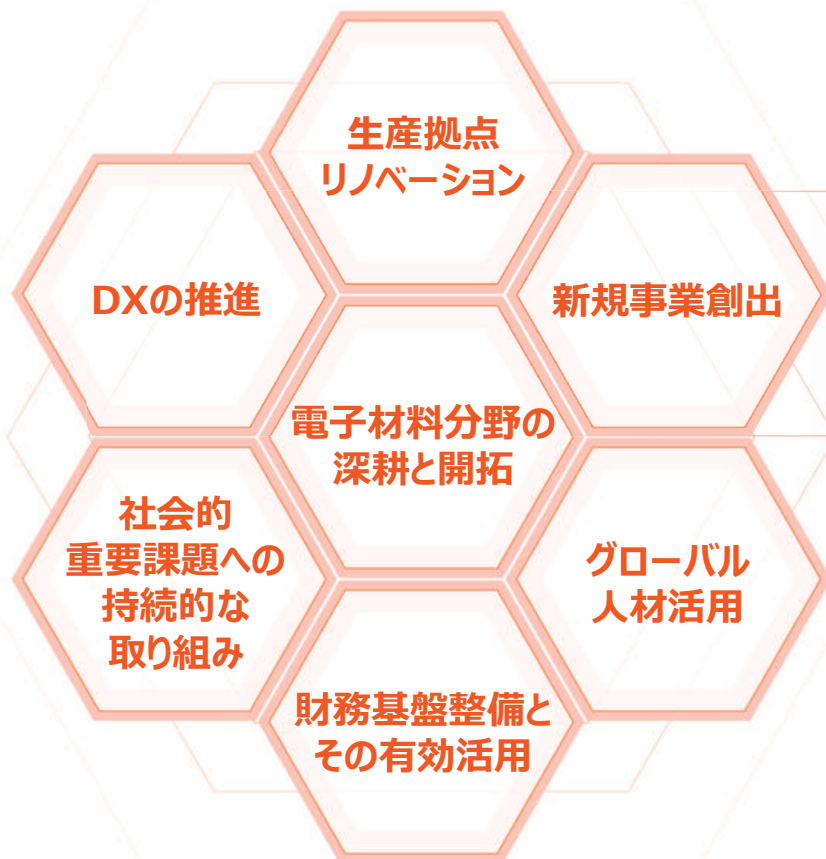 生産拠点
リノベーション
DXの推進
新規事業創出
電子材料分野の
深耕と開拓
社会的
重要課題への
持続的な
取り組み
グローバル
人材活用
財務基盤整備と
その有効活用